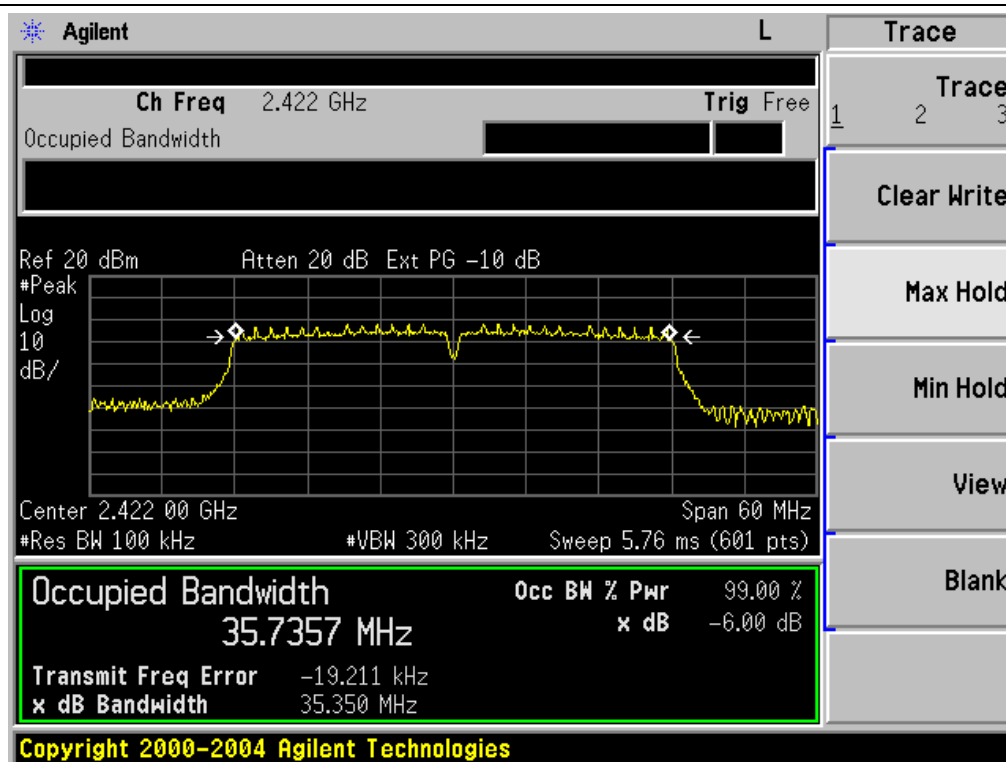 Agilent L Trace
Ch Freq 2.422 GHz Trig Free
Occupied Bandwidth
Trace
1 2 3
Clear Write
Max Hold
Min Hold
View
Blank
Ref 20 dBm Atten 20 dB Ext PG -10 dB
#Peak
Log
10
dB/
Center 2.422 00 GHz Span 60 MHz
#Res BW 100 kHz #VBW 300 kHz Sweep 5.76 ms (601 pts)
Occupied Bandwidth Occ BW % Pwr 99.00 %
35.7357 MHz x dB -6.00 dB
Transmit Freq Error -19.211 kHz
x dB Bandwidth 35.350 MHz
Copyright 2000-2004 Agilent Technologies